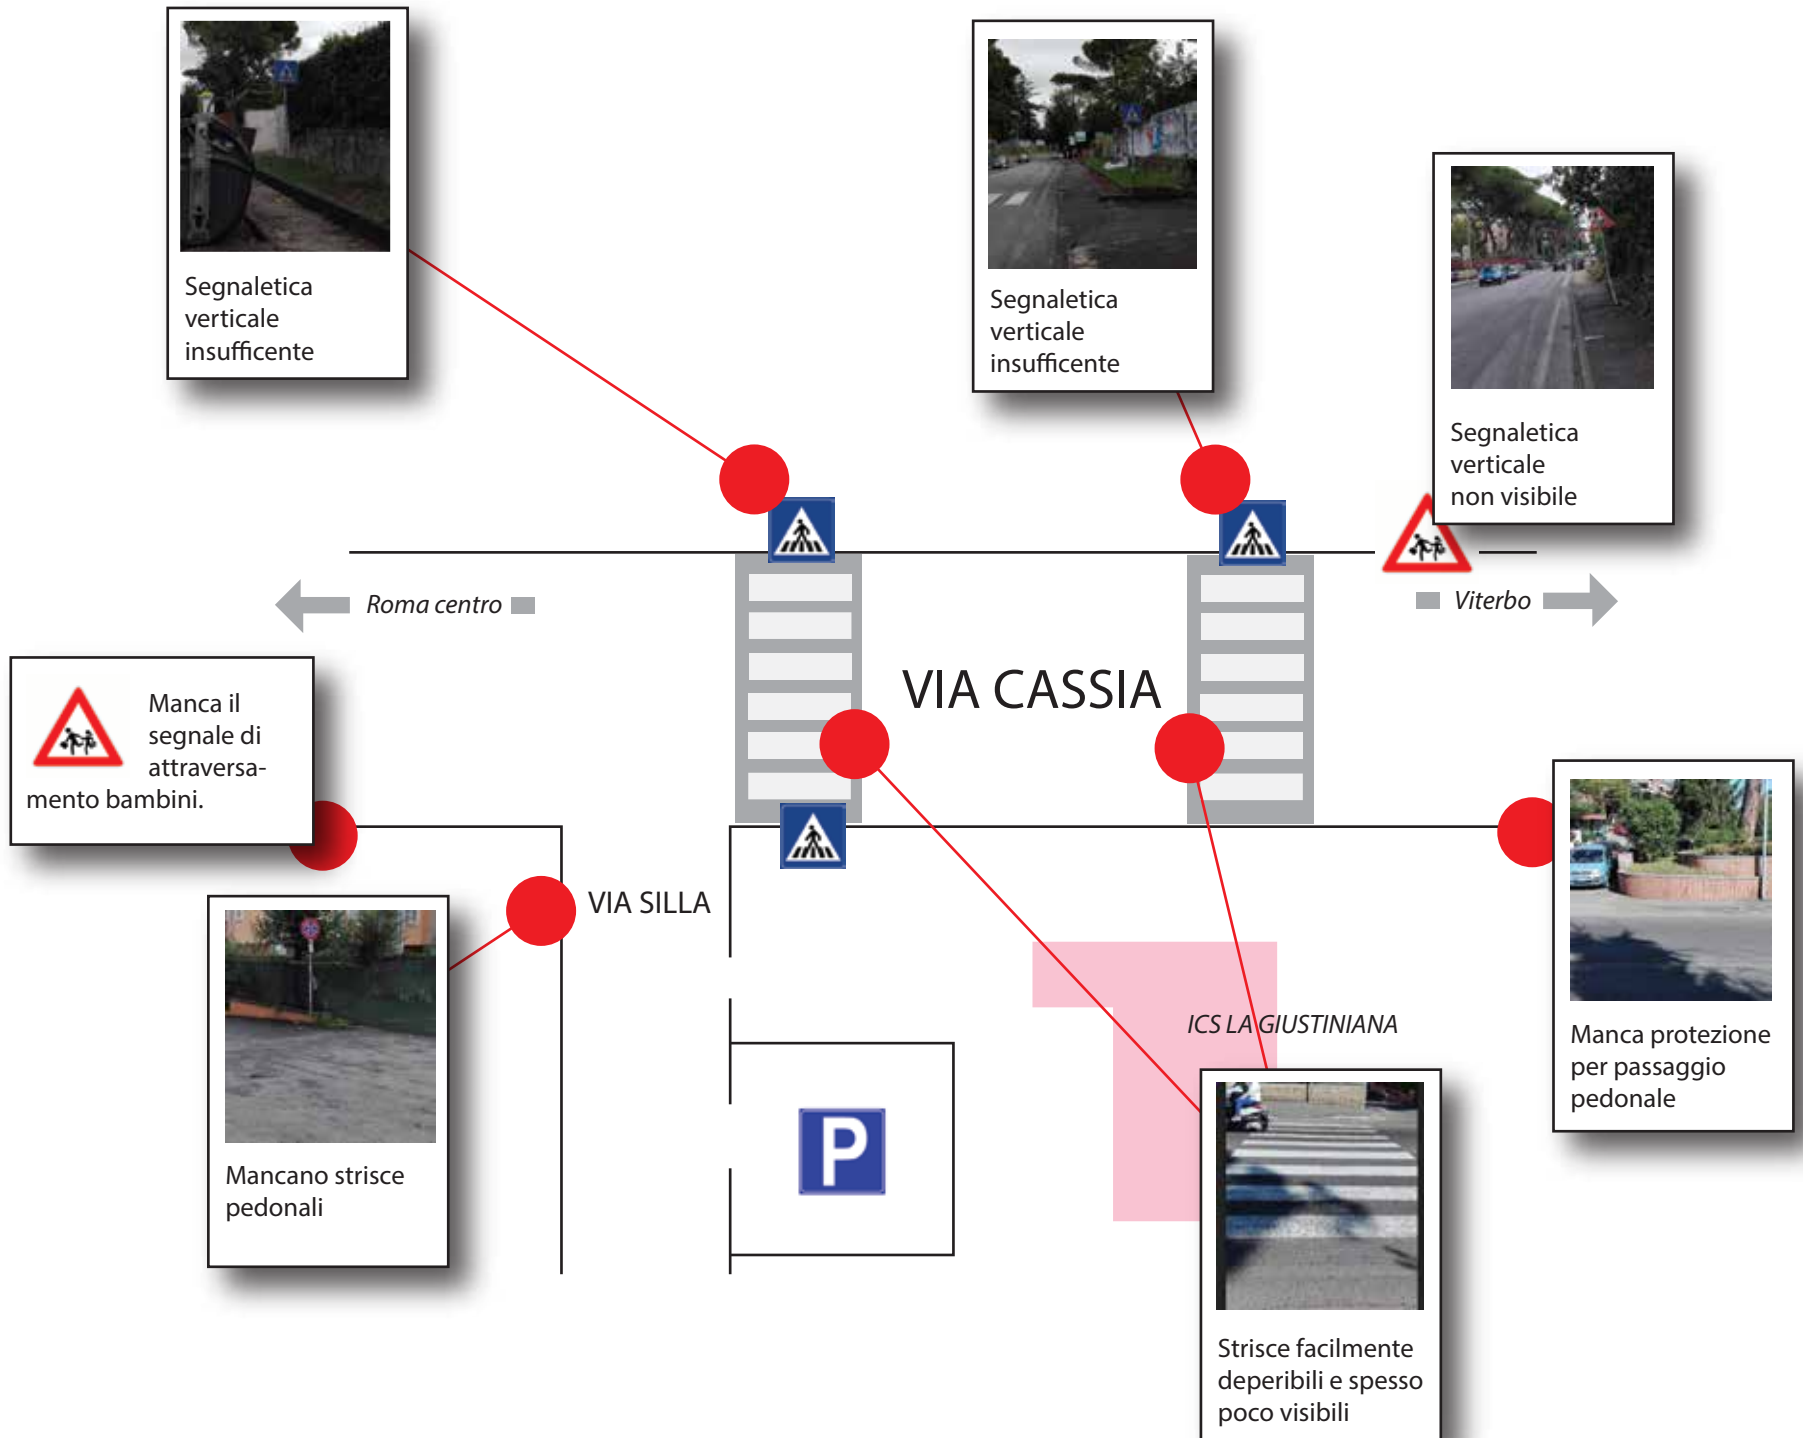 Segnaletica
verticale
insufficente
Segnaletica
verticale
insufficente
Segnaletica
verticale
non visibile
Roma centro
Viterbo
VIA CASSIA
Manca il
segnale di
attraversa-
mento bambini.
VIA SILLA
Mancano strisce
pedonali
P
ICS LA GIUSTINIANA
Manca protezione
per passaggio
pedonale
Strisce facilmente
deperibili e spesso
poco visibili